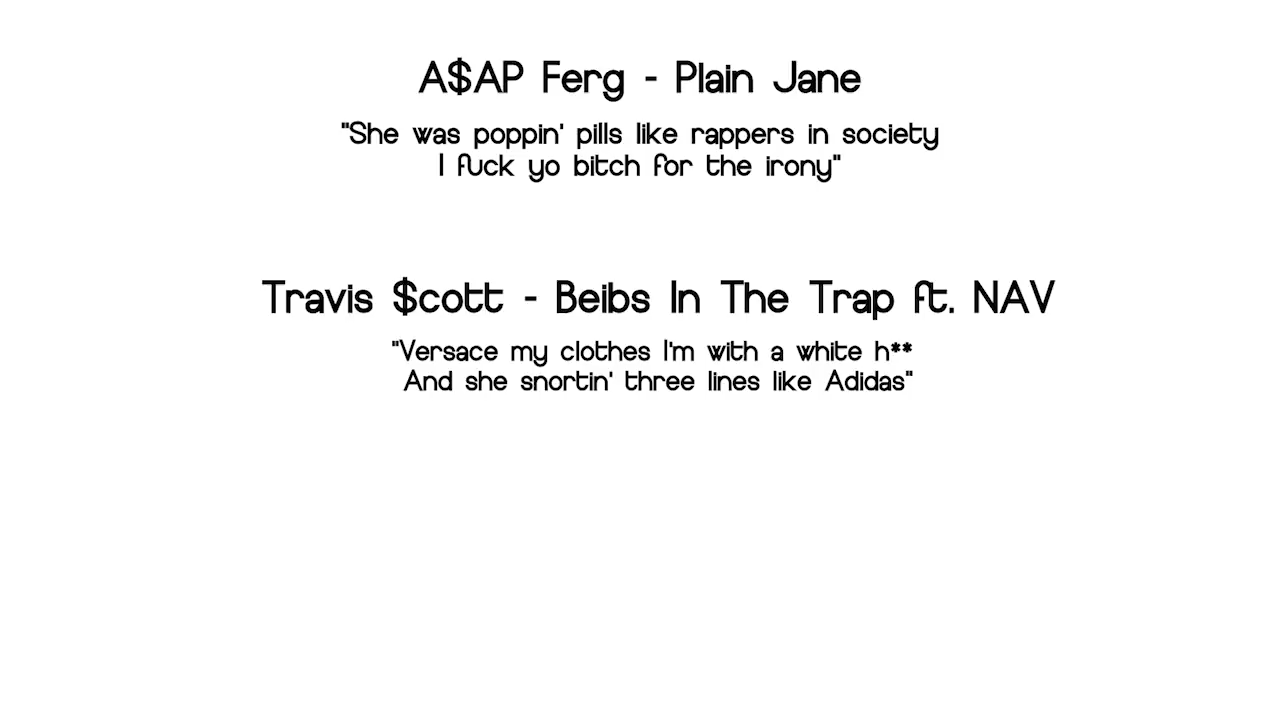 A$AP Ferg - Plain Jane
"She was poppin' pills like rappers in society
I fuck yo bitch for the irony"
Travis $cott - Beibs In The Trap ft. NAV
"Versace my clothes I'm with a white h**
And she snortin' three lines like Adidas"